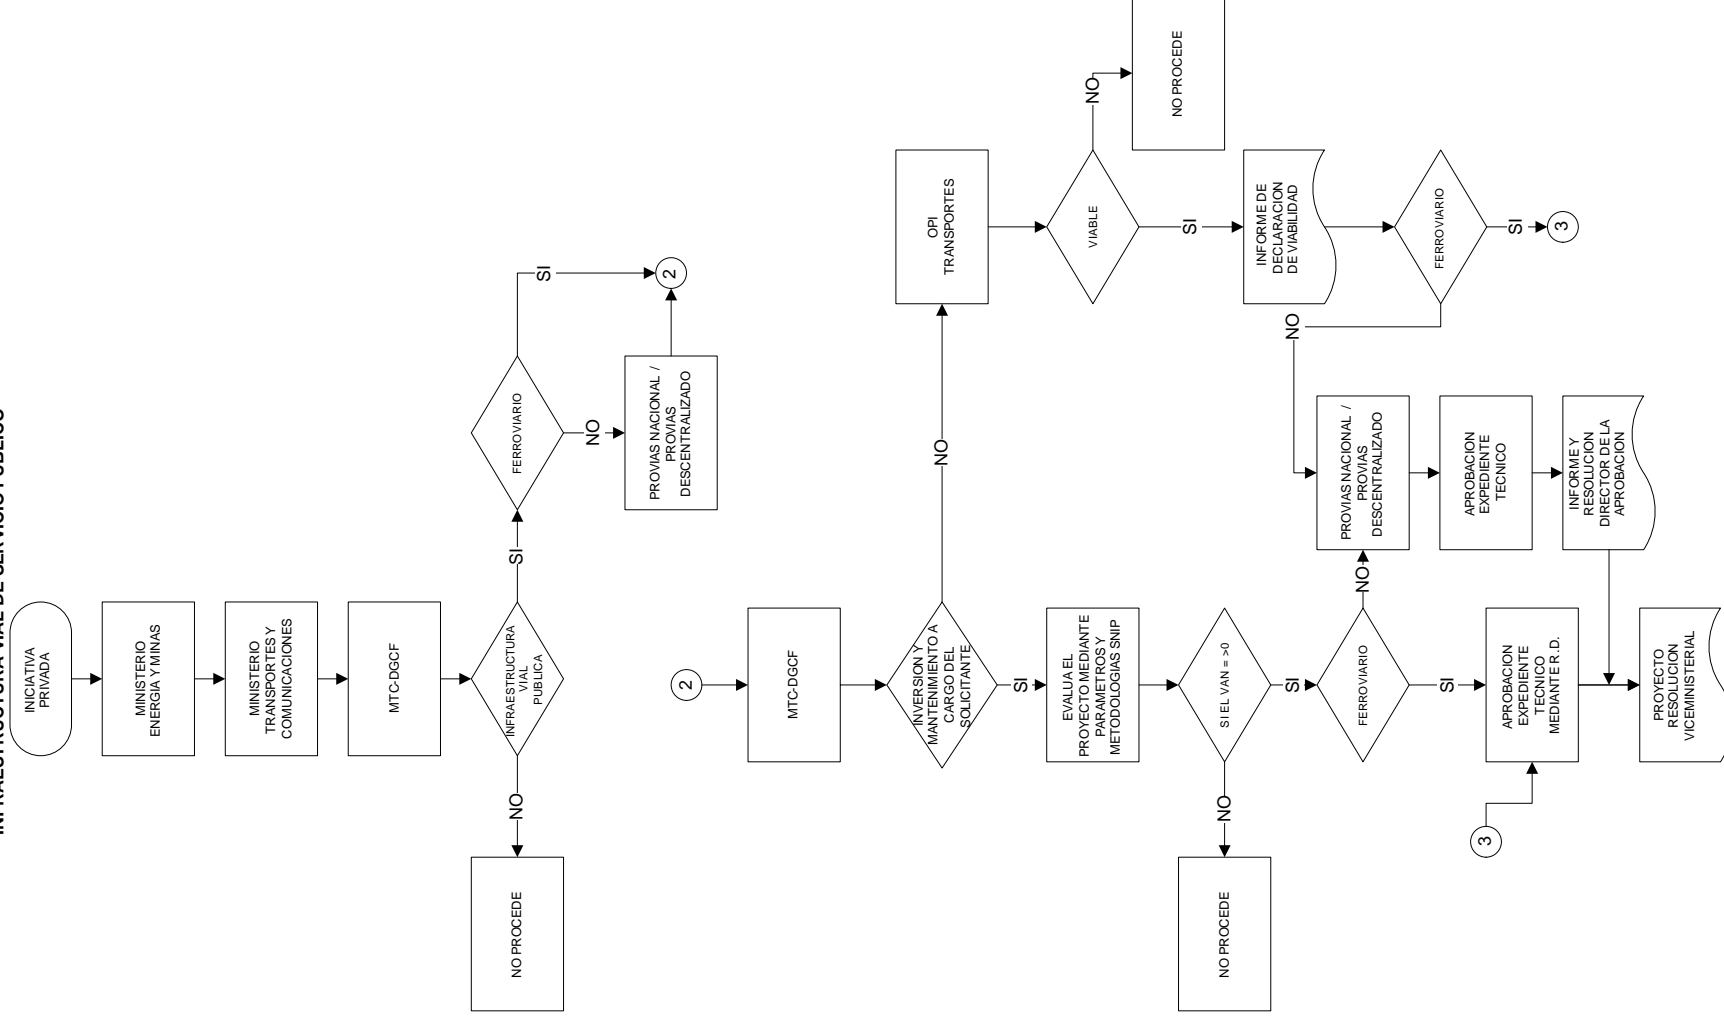 INFRAESTRUCTURA VIAL DE SERVICIO PUBLICO
INICIATIVA
PRIVADA
MINISTERIO
ENERGIA Y MINAS
MINISTERIO
TRANSPORTES Y
COMUNICACIONES
MTC-DGCF
INFRAESTRUCTURA
VIAL
PUBLICA
NO
NO PROCEDE
SI
FERROVIARIO
SI
NO
PROVIAS NACIONAL /
PROVIAS
DESCENTRALIZADO
2
2
MTC-DGCF
INVERSION Y
MANTENIMIENTO A
CARGO DEL
SOLICITANTE
NO
OPI
TRANSPORTES
VIABLE
NO
NO PROCEDE
SI
INFORME DE
DECLARACION
DE VIABILIDAD
FERROVIARIO
SI
3
NO
SI
EVALUA EL
PROYECTO MEDIANTE
PARAMETROS Y
METODOLOGIAS SNIP
SI EL VAN = >0
NO
NO PROCEDE
SI
FERROVIARIO
NO
PROVIAS NACIONAL /
PROVIAS
DESCENTRALIZADO
APROBACION
EXPEDIENTE
TECNICO
INFORME Y
RESOLUCION
DIRECTOR DE LA
APROBACION
SI
3
APROBACION
EXPEDIENTE
TECNICO
MEDIANTE R.D.
PROYECTO
RESOLUCION
VICEMINISTERIAL